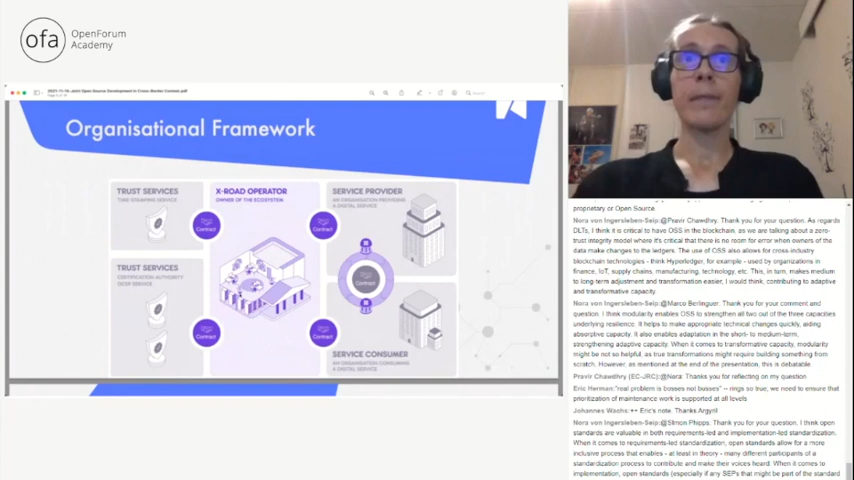 ofa
OpenForum
Academy
2021-11-16-Joint Open Source Development in Cross-Border Context.pdf
Search
Organisational Framework
TRUST SERVICES
TIME-STAMPING SERVICE
X-ROAD OPERATOR
OWNER OF THE ECOSYSTEM
SERVICE PROVIDER
AN ORGANISATION PROVIDING
A DIGITAL SERVICE
Contract
Contract
TRUST SERVICES
CERTIFICATION AUTHORITY
OCSP SERVICE
Contract
Contract
Contract
SERVICE CONSUMER
AN ORGANISATION CONSUMING
A DIGITAL SERVICE
proprietary or Open Source.
Nora von Ingersleben-Seip:@Pravir Chawdhry: Thank you for your question. As regards
DLTs, I think it is critical to have OSS in the blockchain, as we are talking about a zero-
trust integrity model where it's critical that there is no room for error when owners of the
data make changes to the ledgers. The use of OSS also allows for cross-industry
blockchain technologies - think Hyperledger, for example - used by organizations in
finance, IoT, supply chains, manufacturing, technology, etc. This, in turn, makes medium
to long term adjustment and transformation easier, I would think, contributing to adaptive
and transformative capacity.
Nora von Ingersleben-Seip:@Marco Berlinguer: Thank you for your comment and
question. I think modularity enables OSS to strengthen all two out of the three capacities
underlying resilience. It helps to make appropriate technical changes quickly, aiding
absorptive capacity. It also enables adaptation in the short- to medium-term,
strengthening adaptive capacity. When it comes to transformative capacity, modularity
might be not so helpful, as true transformations might require building something from
scratch. However, as mentioned at the end of the presentation, this is debatable.
Pravir Chawdhry (EC-JRC):@Nora: Thanks you for reflecting on my question
Eric Herman:"real problem is bosses not busses" -- rings so true; we need to ensure that
prioritization of maintenance work is supported at all levels
Johannes Wachs:++ Eric's note. Thanks Argyri!
Nora von Ingersleben-Seip:@Simon Phipps: Thank you for your question. I think open
standards are valuable in both requirements-led and implementation-led standardization.
When it comes to requirements-led standardization, open standards allow for a more
inclusive process that enables - at least in theory - many different participants of a
standardization process to contribute and make their voices heard. When it comes to
implementation, open standards (especially if any SEPs that might be part of the standard